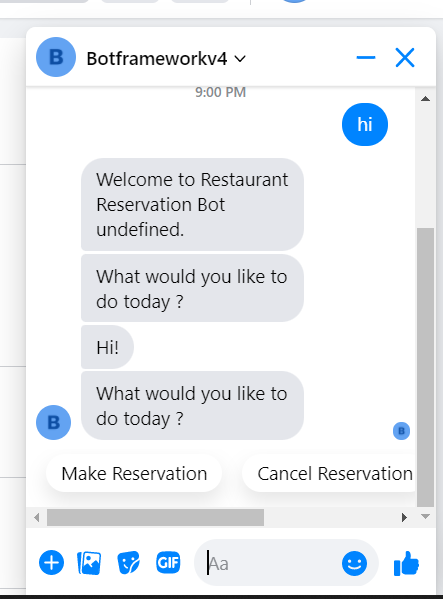 B Botframeworkv4
9:00 PM
hi
Welcome to Restaurant
Reservation Bot
undefined.
What would you like to
do today ?
Hi!
What would you like to
do today ?
B
B
Make Reservation Cancel Reservation
GIF Aa